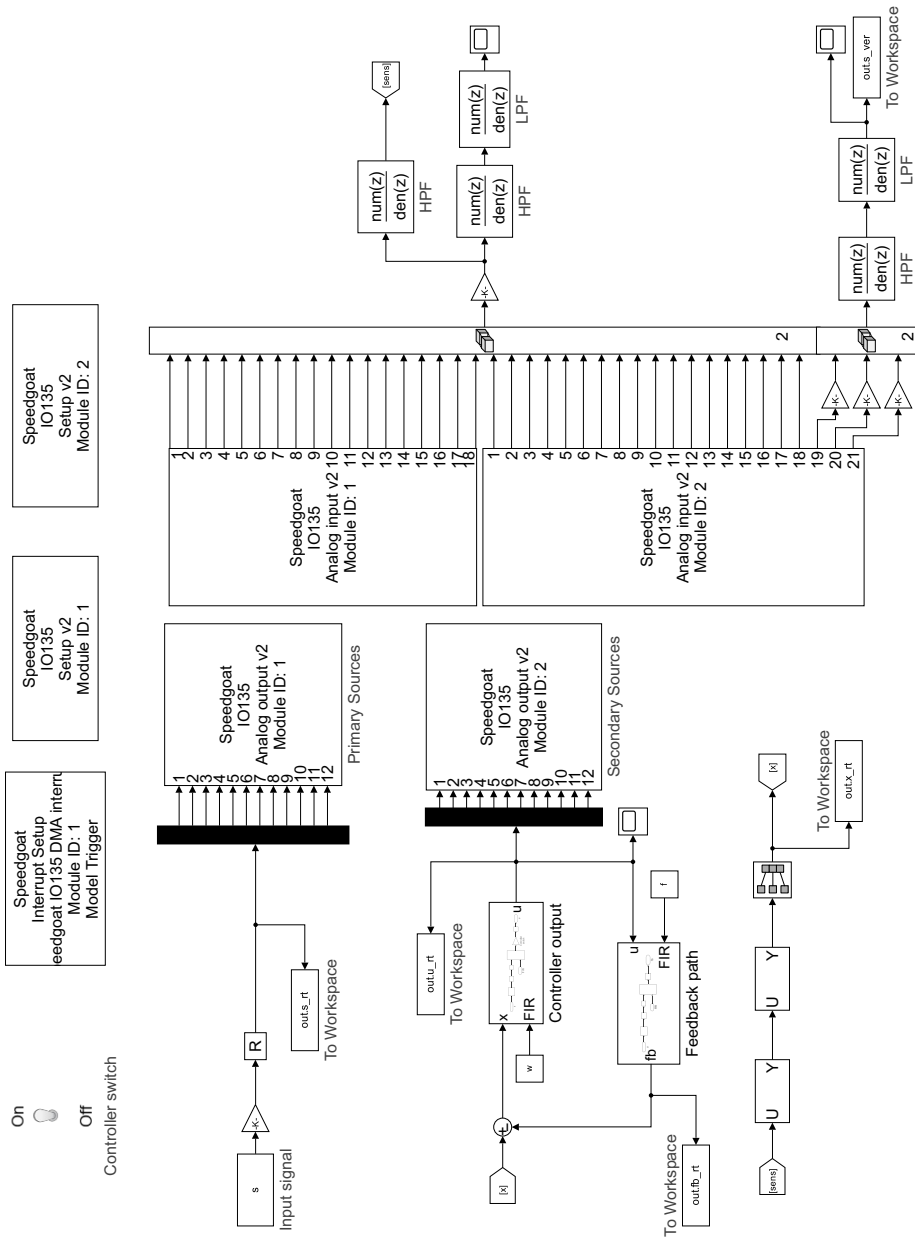 On
Off
Controller switch
Speedgoat
Interrupt Setup
eedgoat IO135 DMA interru
Module ID: 1
Model Trigger
Speedgoat
IO135
Setup v2
Module ID: 1
Speedgoat
IO135
Setup v2
Module ID: 2
s
Input signal
-K-
R
out.s_rt
To Workspace
1
2
3
4
5
6
7
8
9
10
11
12
Speedgoat
IO135
Analog output v2
Module ID: 1
Primary Sources
[x]
x
FIR
u
Controller output
w
out.u_rt
To Workspace
1
2
3
4
5
6
7
8
9
10
11
12
Speedgoat
IO135
Analog output v2
Module ID: 2
Secondary Sources
f
u
FIR
fb
Feedback path
out.fb_rt
To Workspace
[sens]
U
Y
U
Y
[x]
out.x_rt
To Workspace
Speedgoat
IO135
Analog input v2
Module ID: 1
1
2
3
4
5
6
7
8
9
10
11
12
13
14
15
16
17
18
Speedgoat
IO135
Analog input v2
Module ID: 2
1
2
3
4
5
6
7
8
9
10
11
12
13
14
15
16
17
18
19
20
21
-K-
-K-
-K-
2
2
-K-
num(z)
den(z)
HPF
[sens]
num(z)
den(z)
HPF
num(z)
den(z)
LPF
num(z)
den(z)
HPF
num(z)
den(z)
LPF
out.s_ver
To Workspace